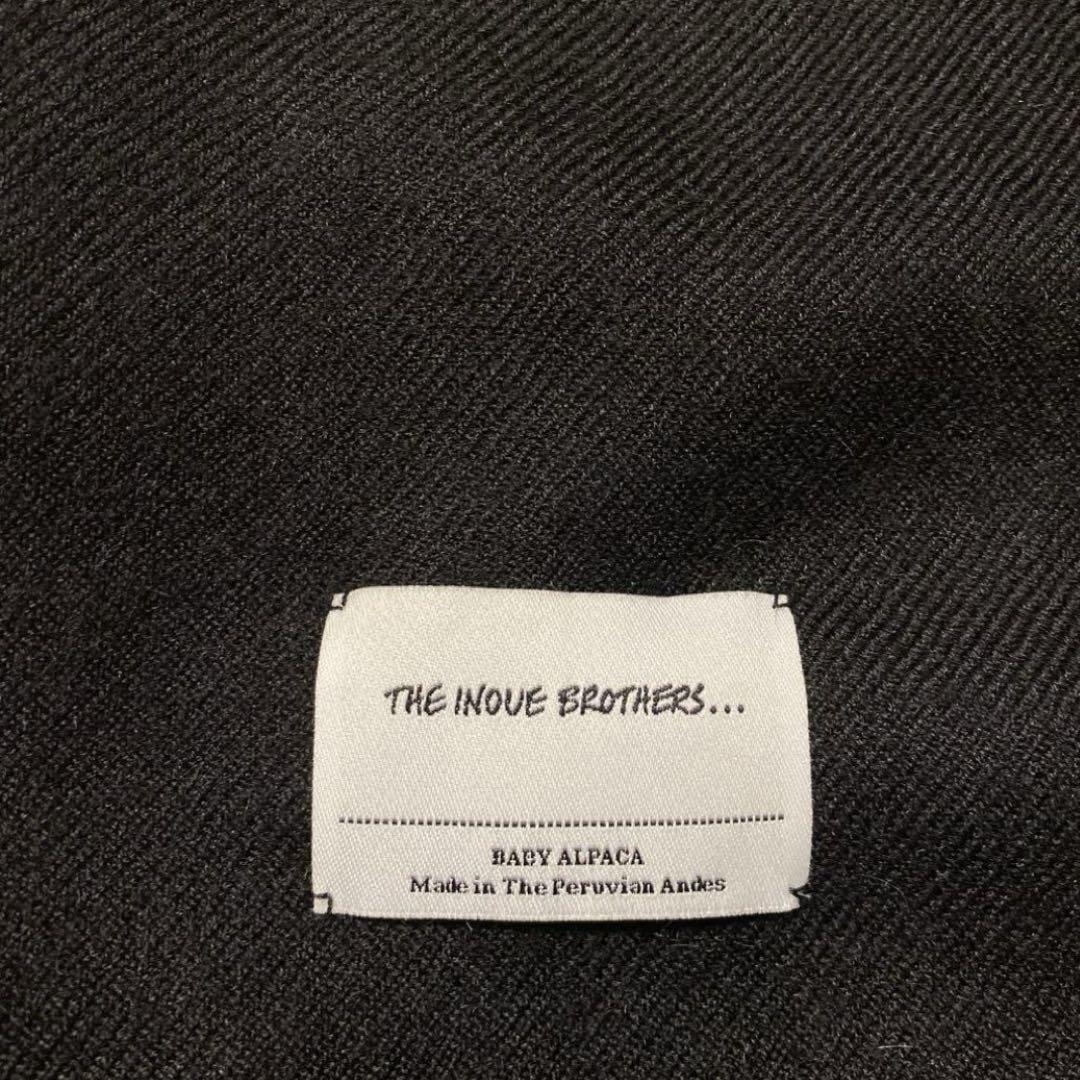 THE INOUE BROTHERS...
BABY ALPACA
Made in The Peruvian Andes